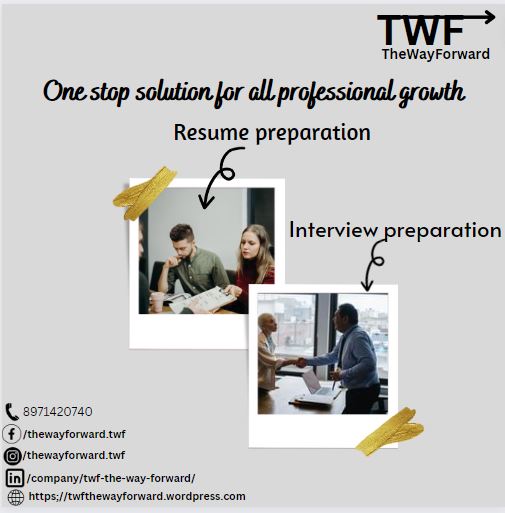 TWF
TheWayForward
One stop solution for all professional growth
Resume preparation
Interview preparation
8971420740
/thewayforward.twf
/thewayforward.twf
/company/twf-the-way-forward/
https://twfthewayforward.wordpress.com